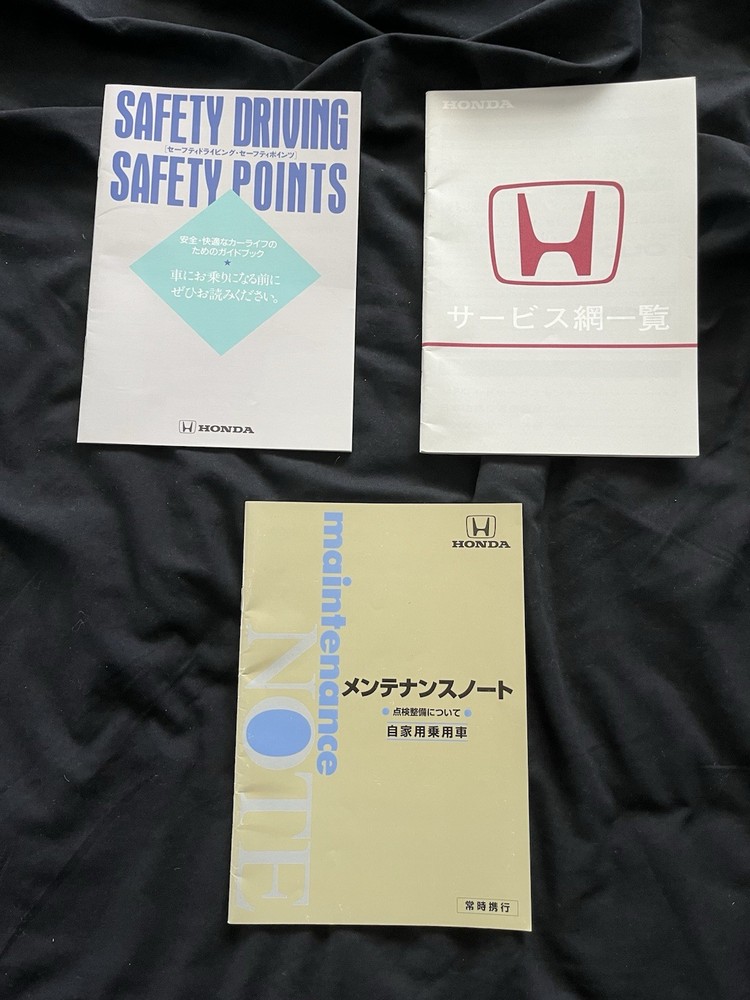 SAFETY DRIVING
[セーフティドライビング・セーフティポインツ]
SAFETY POINTS
安全・快適なカーライフの
ためのガイドブック
★
車にお乗りになる前に
ぜひお読みください。
HONDA
HONDA
サービス網一覧
HONDA
maintenance
NOTE
メンテナンスノート
●点検整備について●
自家用乗用車
常時携行